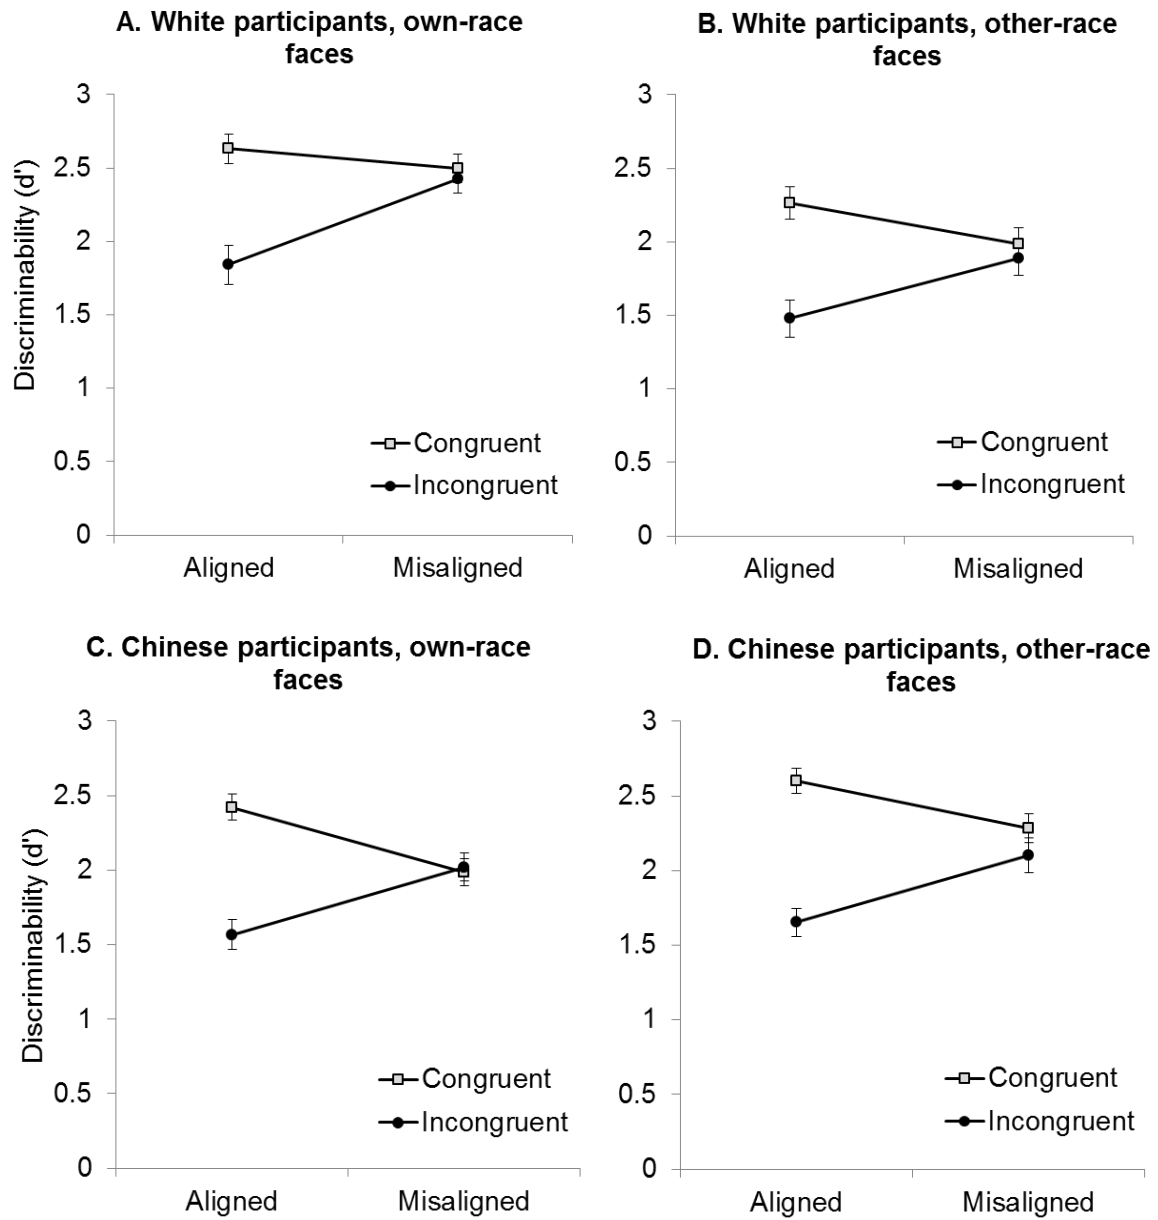 A. White participants, own-race
faces
3
2.5
2
1.5
1
0.5
0
Discriminability (d')
Congruent
Incongruent
Aligned
Misaligned
B. White participants, other-race
faces
3
2.5
2
1.5
1
0.5
0
Congruent
Incongruent
Aligned
Misaligned
C. Chinese participants, own-race
faces
3
2.5
2
1.5
1
0.5
0
Discriminability (d')
Congruent
Incongruent
Aligned
Misaligned
D. Chinese participants, other-race
faces
3
2.5
2
1.5
1
0.5
0
Congruent
Incongruent
Aligned
Misaligned